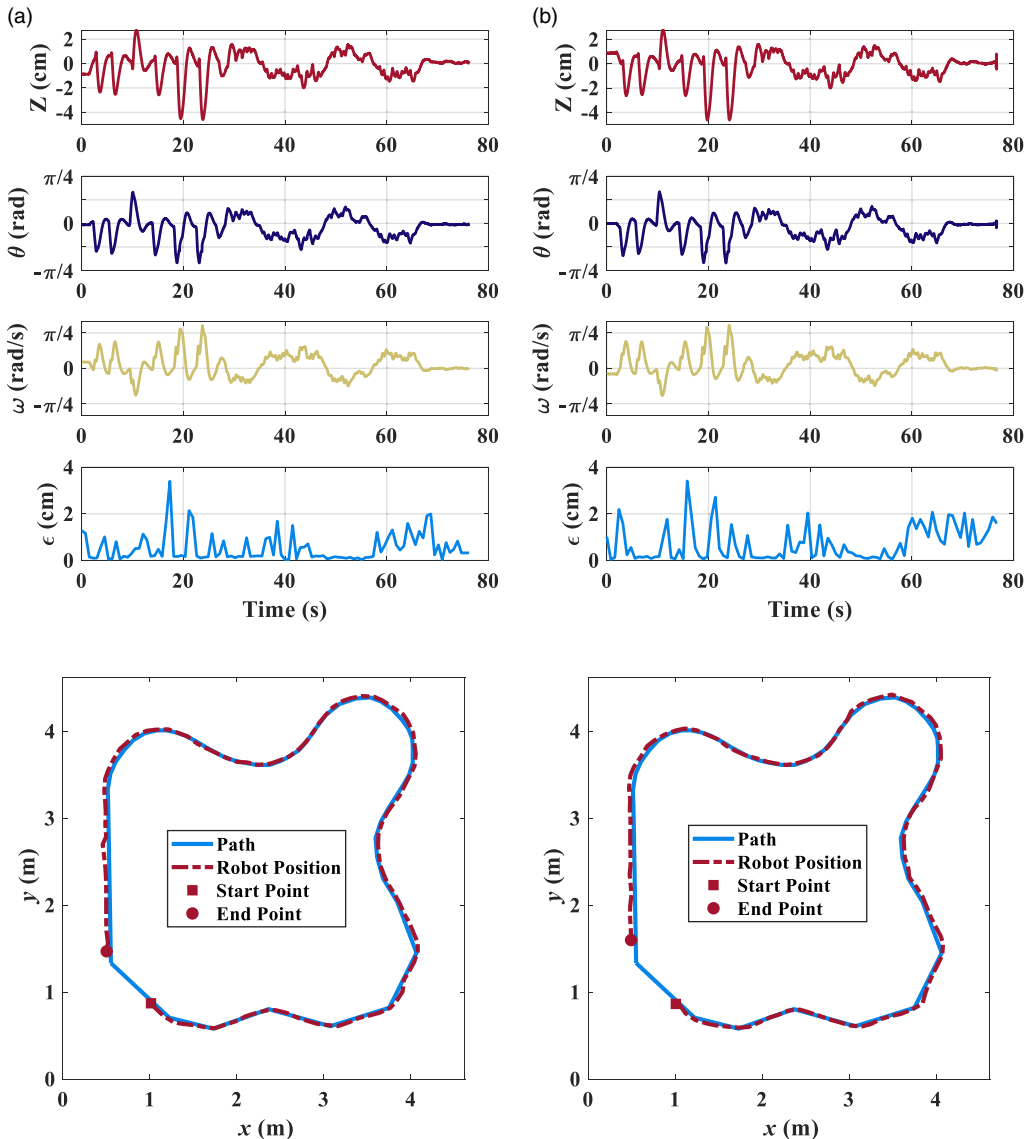 (a)
Z (cm)
2
0
-2
-4
0 20 40 60 80
θ (rad)
π/4
0
-π/4
0 20 40 60 80
ω (rad/s)
π/4
0
-π/4
0 20 40 60 80
ϵ (cm)
4
2
0
0 20 40 60 80
Time (s)
y (m)
4
3
2
1
0
Path
Robot Position
Start Point
End Point
0 1 2 3 4
x (m)
(b)
Z (cm)
2
0
-2
-4
0 20 40 60 80
θ (rad)
π/4
0
-π/4
0 20 40 60 80
ω (rad/s)
π/4
0
-π/4
0 20 40 60 80
ϵ (cm)
4
2
0
0 20 40 60 80
Time (s)
y (m)
4
3
2
1
0
Path
Robot Position
Start Point
End Point
0 1 2 3 4
x (m)